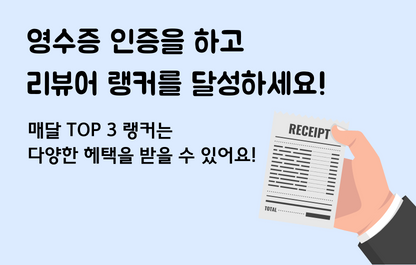 영수증 인증을 하고
리뷰어 랭커를 달성하세요!
매달 TOP 3 랭커는
다양한 혜택을 받을 수 있어요!
RECEIPT
TOTAL